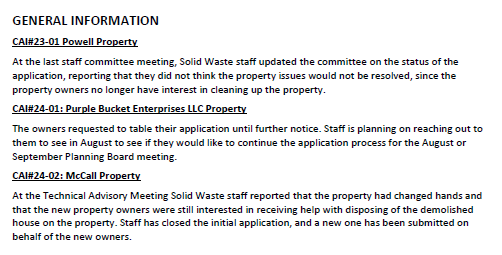 GENERAL INFORMATION
CAI#23-01 Powell Property
At the last staff committee meeting, Solid Waste staff updated the committee on the status of the
application, reporting that they did not think the property issues would not be resolved, since the
property owners no longer have interest in cleaning up the property.
CAI#24-01: Purple Bucket Enterprises LLC Property
The owners requested to table their application until further notice. Staff is planning on reaching out to
them to see in August to see if they would like to continue the application process for the August or
September Planning Board meeting.
CAI#24-02: McCall Property
At the Technical Advisory Meeting Solid Waste staff reported that the property had changed hands and
that the new property owners were still interested in receiving help with disposing of the demolished
house on the property. Staff has closed the initial application, and a new one has been submitted on
behalf of the new owners.